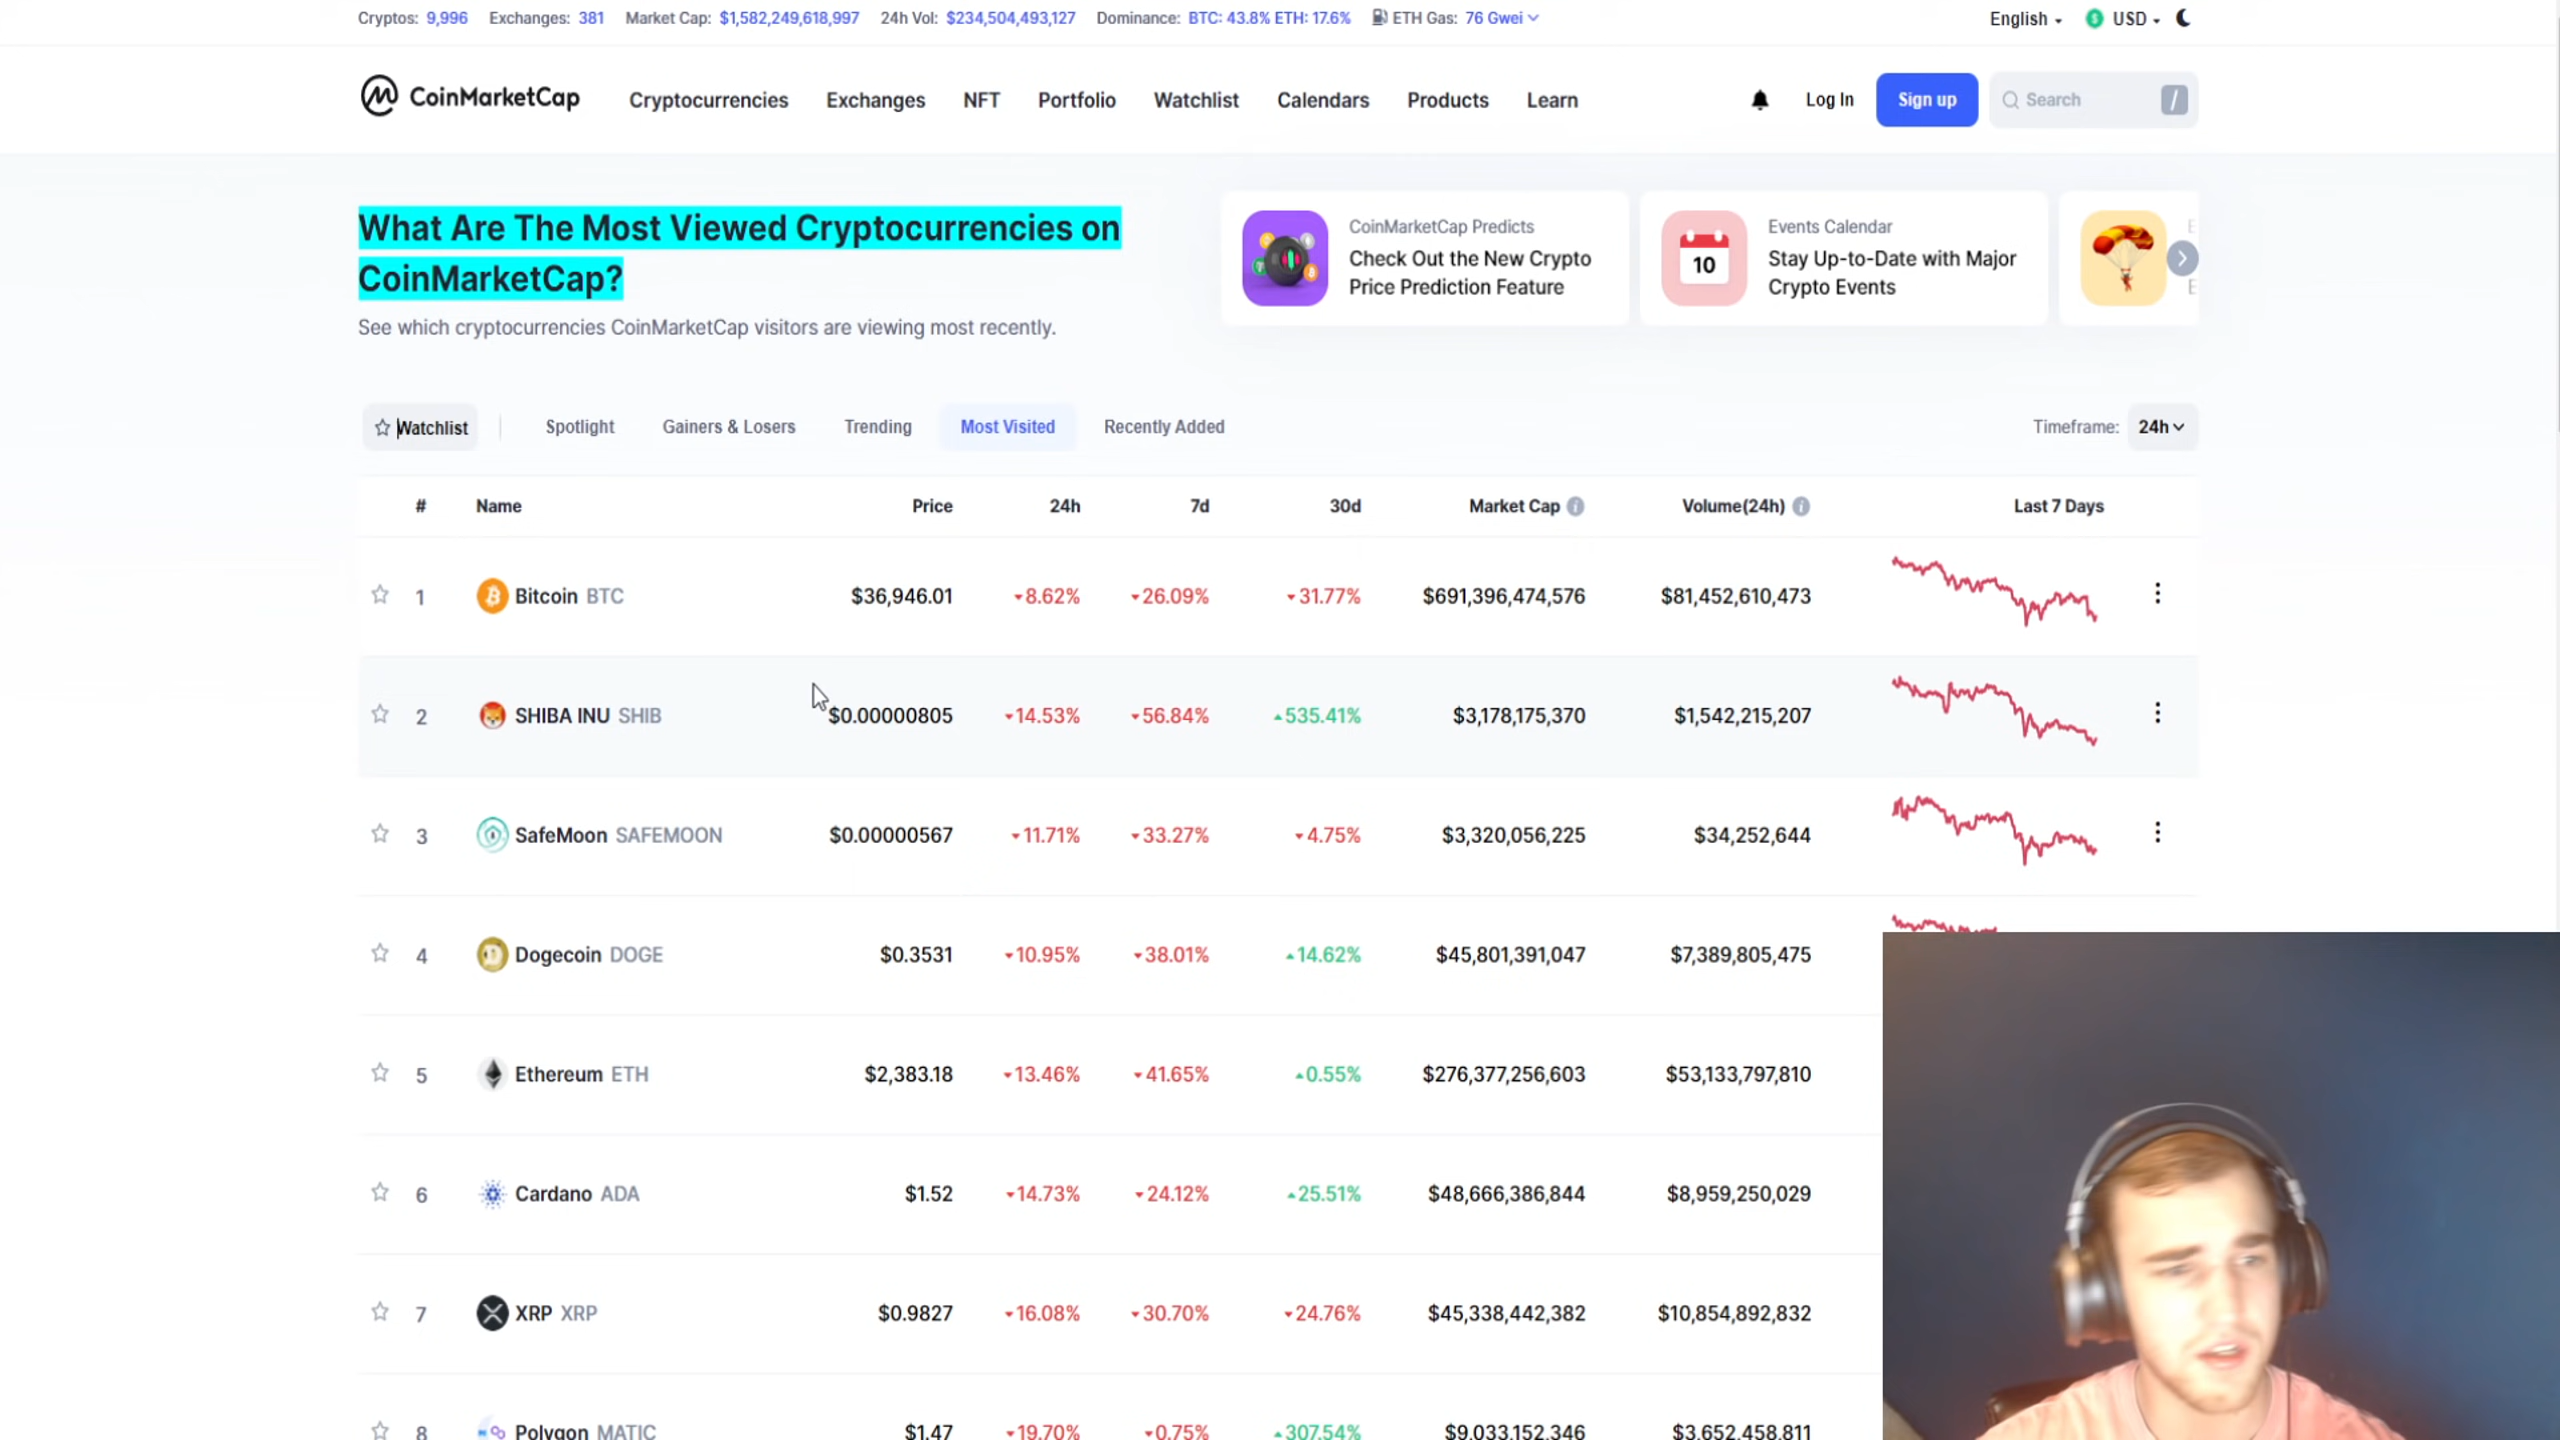 Cryptos: 9,996 Exchanges: 381 Market Cap: $1,582,249,618,997 24h Vol: $234,504,493,127 Dominance: BTC: 43.8% ETH: 17.6% ETH Gas: 76 Gwei English USD
CoinMarketCap Cryptocurrencies Exchanges NFT Portfolio Watchlist Calendars Products Learn Log In Sign up Search /
What Are The Most Viewed Cryptocurrencies on
CoinMarketCap?
See which cryptocurrencies CoinMarketCap visitors are viewing most recently.
CoinMarketCap Predicts
Check Out the New Crypto
Price Prediction Feature
10
Events Calendar
Stay Up-to-Date with Major
Crypto Events
Watchlist Spotlight Gainers & Losers Trending Most Visited Recently Added Timeframe: 24h
# Name Price 24h 7d 30d Market Cap Volume(24h) Last 7 Days
1 Bitcoin BTC $36,946.01 8.62% 26.09% 31.77% $691,396,474,576 $81,452,610,473
2 SHIBA INU SHIB $0.00000805 14.53% 56.84% 535.41% $3,178,175,370 $1,542,215,207
3 SafeMoon SAFEMOON $0.00000567 11.71% 33.27% 4.75% $3,320,056,225 $34,252,644
4 Dogecoin DOGE $0.3531 10.95% 38.01% 14.62% $45,801,391,047 $7,389,805,475
5 Ethereum ETH $2,383.18 13.46% 41.65% 0.55% $276,377,256,603 $53,133,797,810
6 Cardano ADA $1.52 14.73% 24.12% 25.51% $48,666,386,844 $8,959,250,029
7 XRP XRP $0.9827 16.08% 30.70% 24.76% $45,338,442,382 $10,854,892,832
8 Polygon MATIC $1.47 19.70% 0.75% 307.54% $9,033,152,346 $3,652,458,811